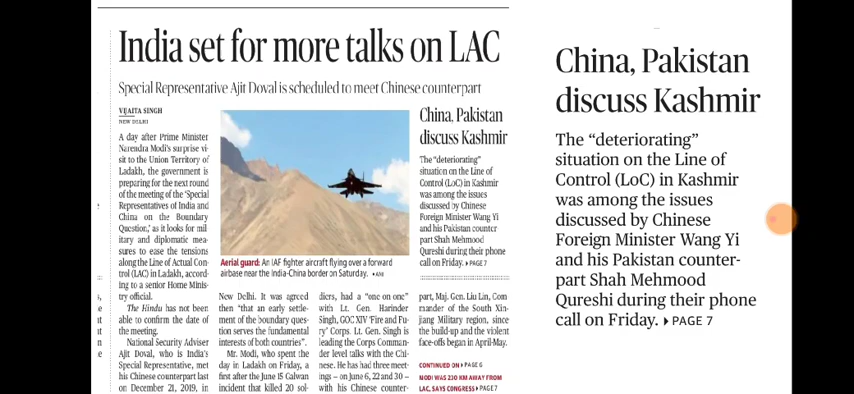 India set for more talks on LAC
Special Representative Ajit Doval is scheduled to meet Chinese counterpart
VIJAITA SINGH
NEW DELHI
A day after Prime Minister
Narendra Modi's surprise vi-
sit to the Union Territory of
Ladakh, the government is
preparing for the next round
of the meeting of the 'Special
Representatives of India and
China on the Boundary
Question,' as it looks for mil-
itary and diplomatic mea-
sures to ease the tensions
along the Line of Actual Con-
trol (LAC) in Ladakh, accord-
ing to a senior Home Minis-
try official.
The Hindu has not been
able to confirm the date of
the meeting.
National Security Adviser
Ajit Doval, who is India's
Special Representative, met
his Chinese counterpart last
on December 21, 2019, in
Aerial guard: An IAF fighter aircraft flying over a forward
airbase near the India-China border on Saturday. ▸ANI
New Delhi. It was agreed
then "that an early settle-
ment of the boundary ques-
tion serves the fundamental
interests of both countries".
Mr. Modi, who spent the
day in Ladakh on Friday, a
first after the June 15 Galwan
incident that killed 20 sol-
diers, had a "one on one"
with Lt. Gen. Harinder
Singh, GOC XIV 'Fire and Fu-
ry' Corps. Lt. Gen. Singh is
leading the Corps Comman-
der level talks with the Chi-
nese. He has had three meet-
ings – on June 6, 22 and 30 –
with his Chinese counter-
part, Maj. Gen. Liu Lin, Com-
mander of the South Xin-
jiang Military region, since
the build-up and the violent
face-offs began in April-May.
CONTINUED ON ▸ PAGE 6
MODI WAS 230 KM AWAY FROM
LAC, SAYS CONGRESS ▸ PAGE 7
China, Pakistan
discuss Kashmir
The "deteriorating"
situation on the Line of
Control (LoC) in Kashmir
was among the issues
discussed by Chinese
Foreign Minister Wang Yi
and his Pakistan counter-
part Shah Mehmood
Qureshi during their phone
call on Friday. ▸ PAGE 7
China, Pakistan
discuss Kashmir
The "deteriorating"
situation on the Line of
Control (LoC) in Kashmir
was among the issues
discussed by Chinese
Foreign Minister Wang Yi
and his Pakistan counter-
part Shah Mehmood
Qureshi during their phone
call on Friday. ▸ PAGE 7